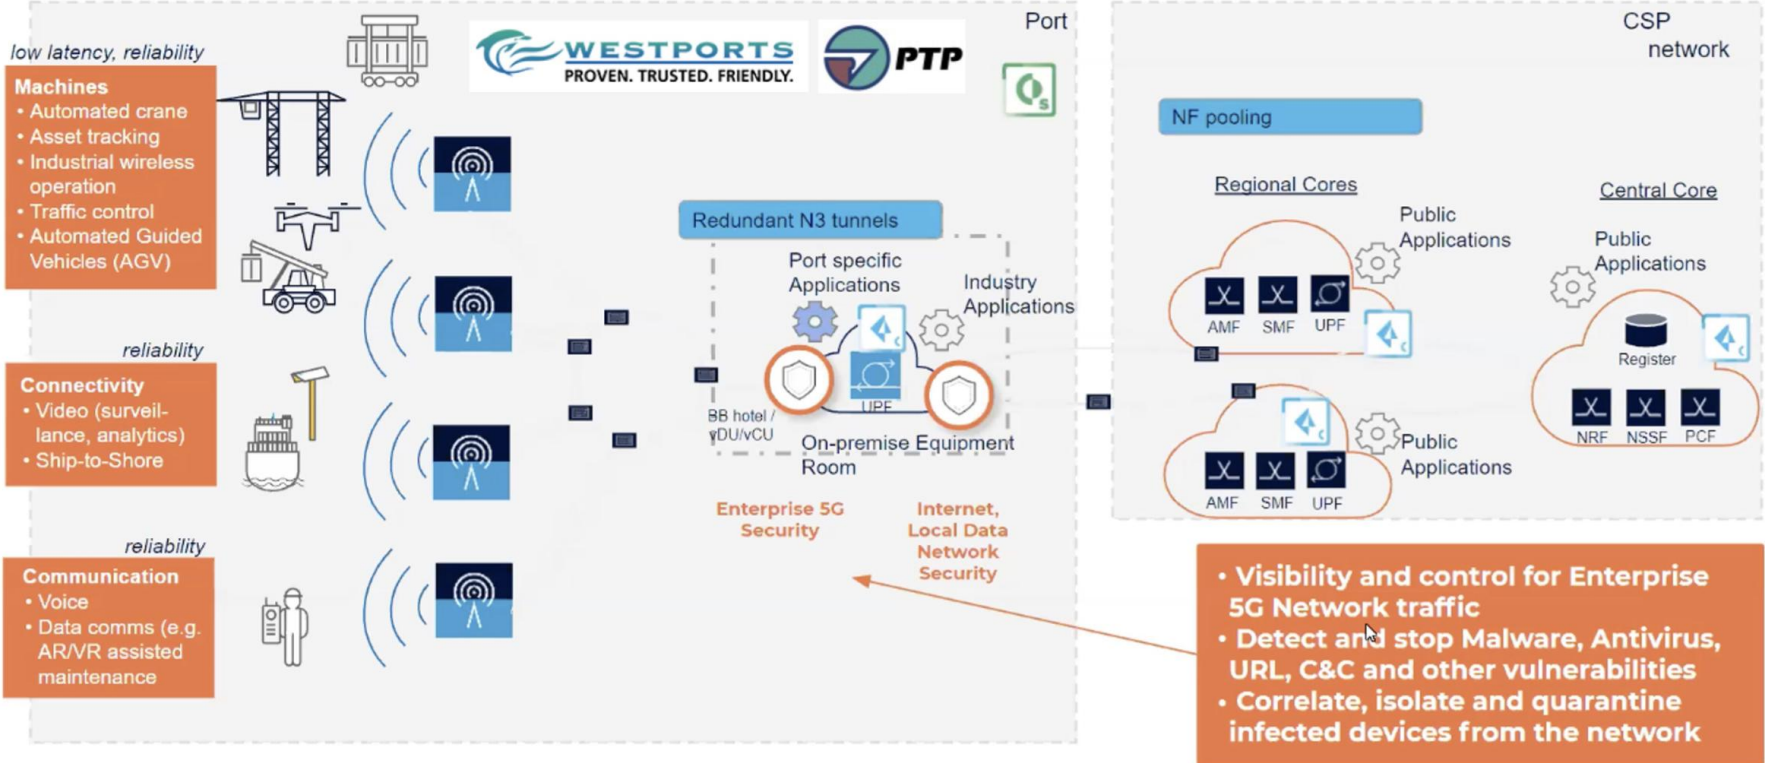 low latency, reliability
Machines
• Automated crane
• Asset tracking
• Industrial wireless
operation
• Traffic control
• Automated Guided
Vehicles (AGV)
reliability
Connectivity
• Video (surveil-
lance, analytics)
• Ship-to-Shore
reliability
Communication
• Voice
• Data comms (e.g.
AR/VR assisted
maintenance
WESTPORTS
PROVEN. TRUSTED. FRIENDLY.
PTP
Port
S
Redundant N3 tunnels
Port specific
Applications
Industry
Applications
C
UPF
BB hotel /
vDU/vCU
On-premise Equipment
Room
Enterprise 5G
Security
Internet,
Local Data
Network
Security
CSP
network
NF pooling
Regional Cores
Public
Applications
AMF
SMF
UPF
C
C
Public
Applications
AMF
SMF
UPF
Central Core
Public
Applications
Register
C
NRF
NSSF
PCF
• Visibility and control for Enterprise
5G Network traffic
• Detect and stop Malware, Antivirus,
URL, C&C and other vulnerabilities
• Correlate, isolate and quarantine
infected devices from the network